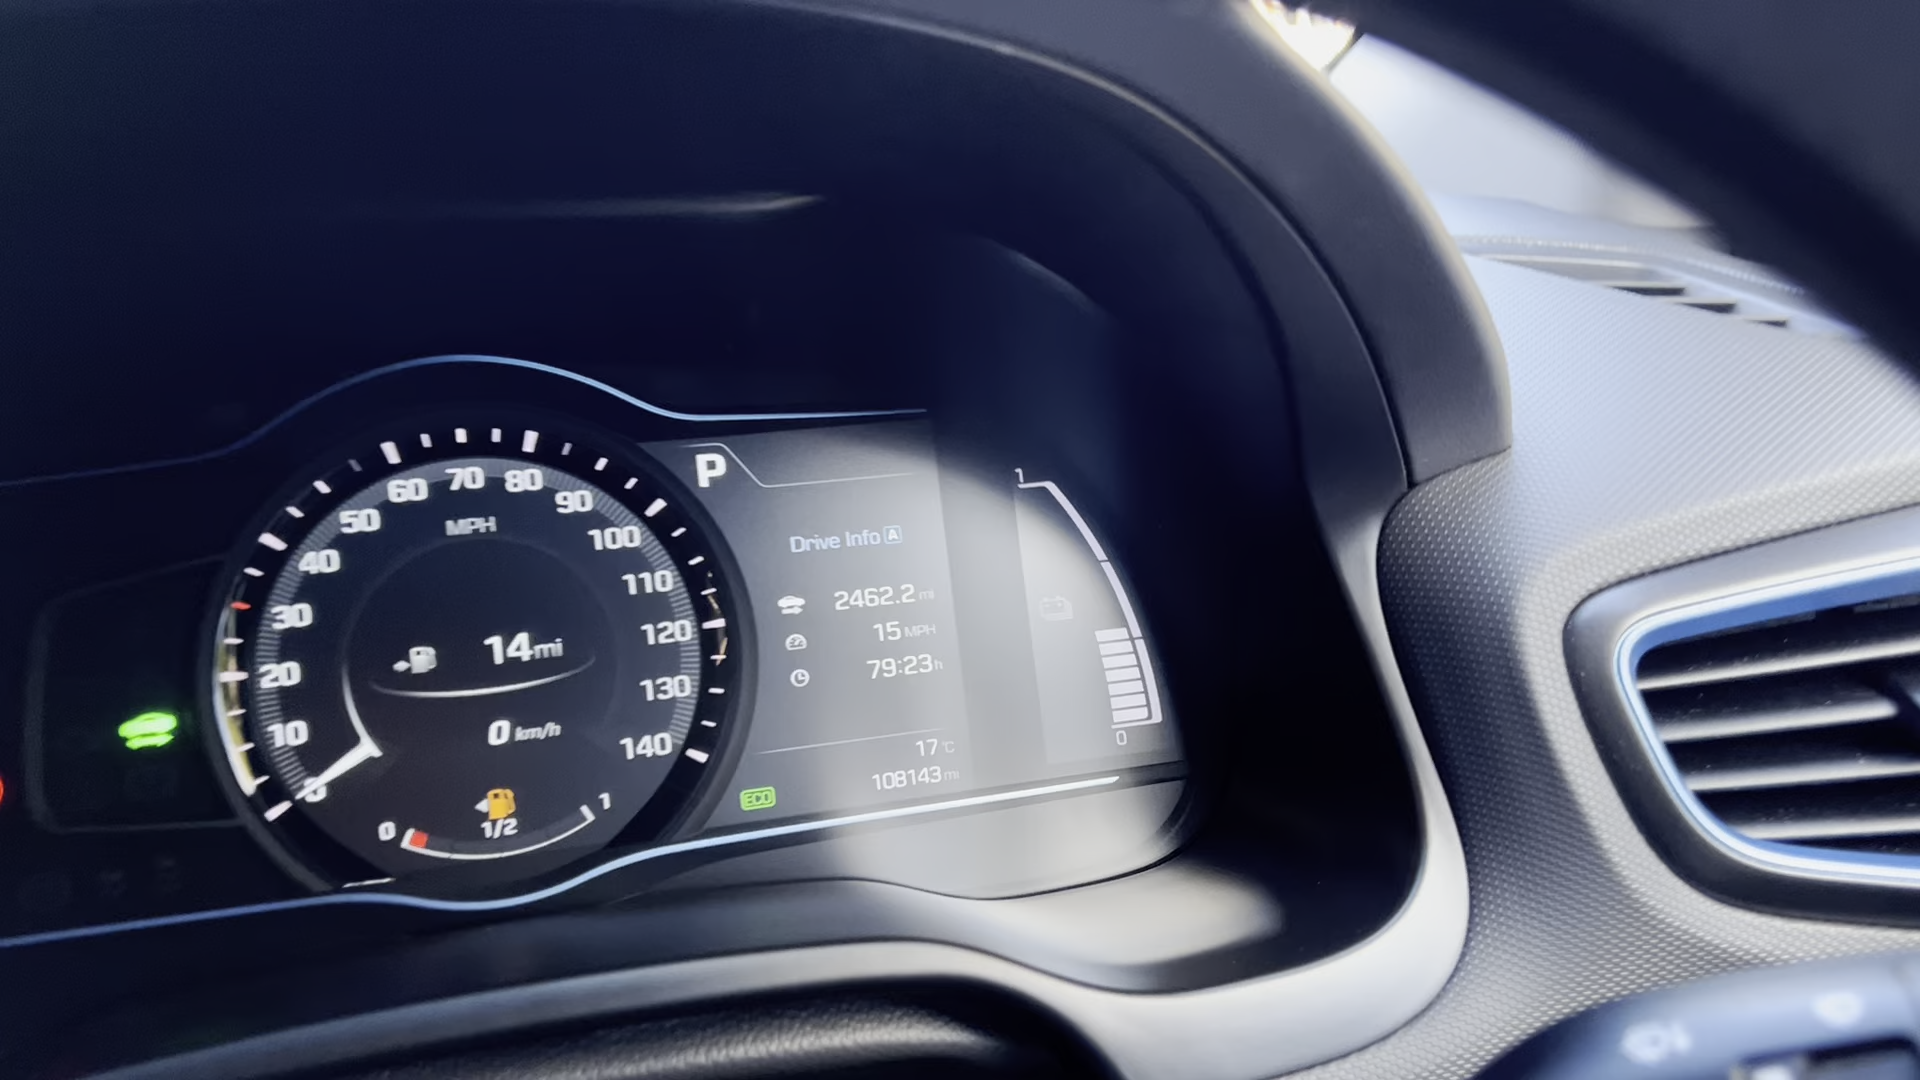 60 70 80
50 90
MPH
40 100
30 110
20 120
10 130
0 140
14mi
0 km/h
0 1/2 1
P
Drive Info A
2462.2 mi
15 MPH
79:23 h
17 °C
ECO 108143 mi
1
0